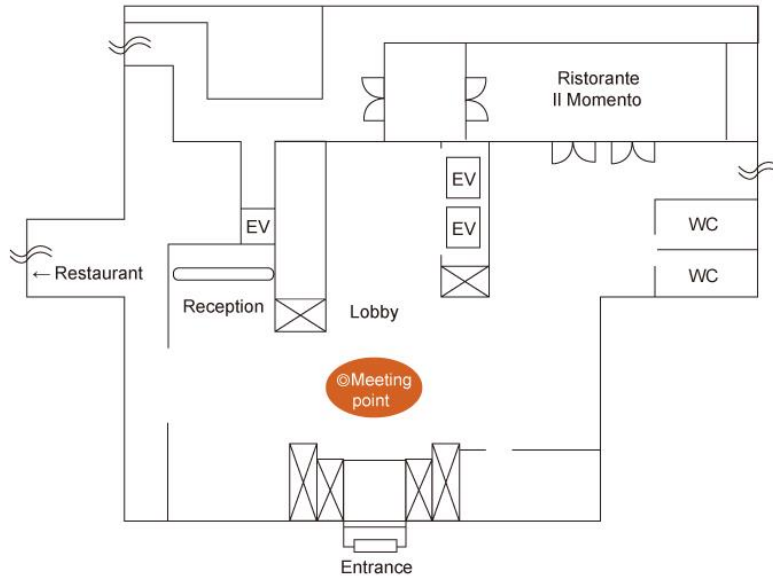 Ristorante
Il Momento
EV
EV
EV
WC
WC
← Restaurant
Reception
Lobby
◎Meeting
point
Entrance